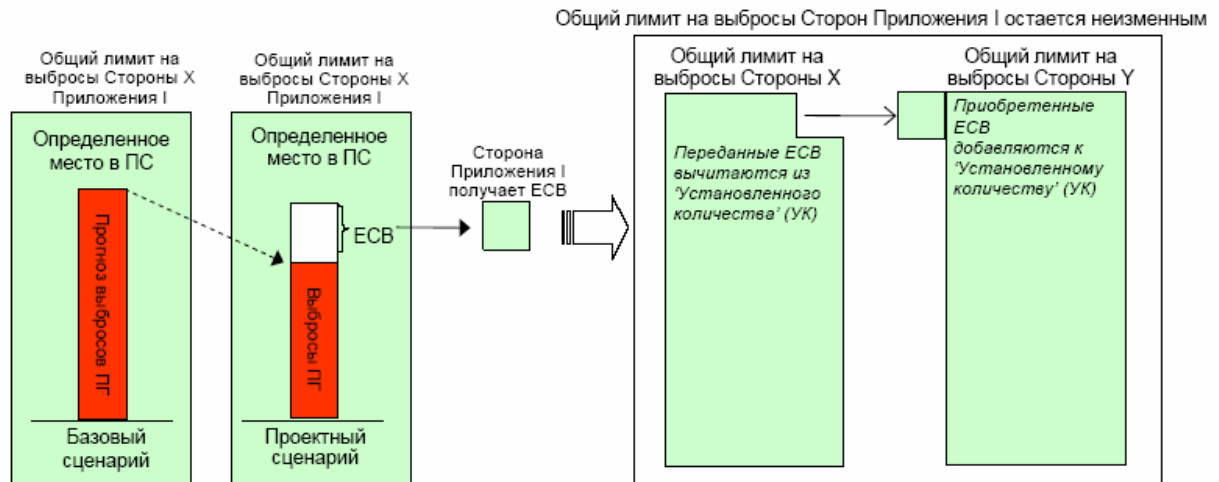 Общий лимит на выбросы Сторон Приложения I остается неизменным
Общий лимит на
выбросы Стороны X
Приложения I
Определенное
место в ПС
Прогноз выбросов ПГ
Базовый
сценарий
Общий лимит на
выбросы Стороны X
Приложения I
Определенное
место в ПС
ЕСВ
Выбросы ПГ
Проектный
сценарий
Сторона
Приложения I
получает ЕСВ
Общий лимит на
выбросы Стороны X
Переданные ЕСВ
вычитаются из
'Установленного
количества' (УК)
Общий лимит на
выбросы Стороны Y
Приобретенные
ЕСВ
добавляются к
'Установленному
количеству' (УК)